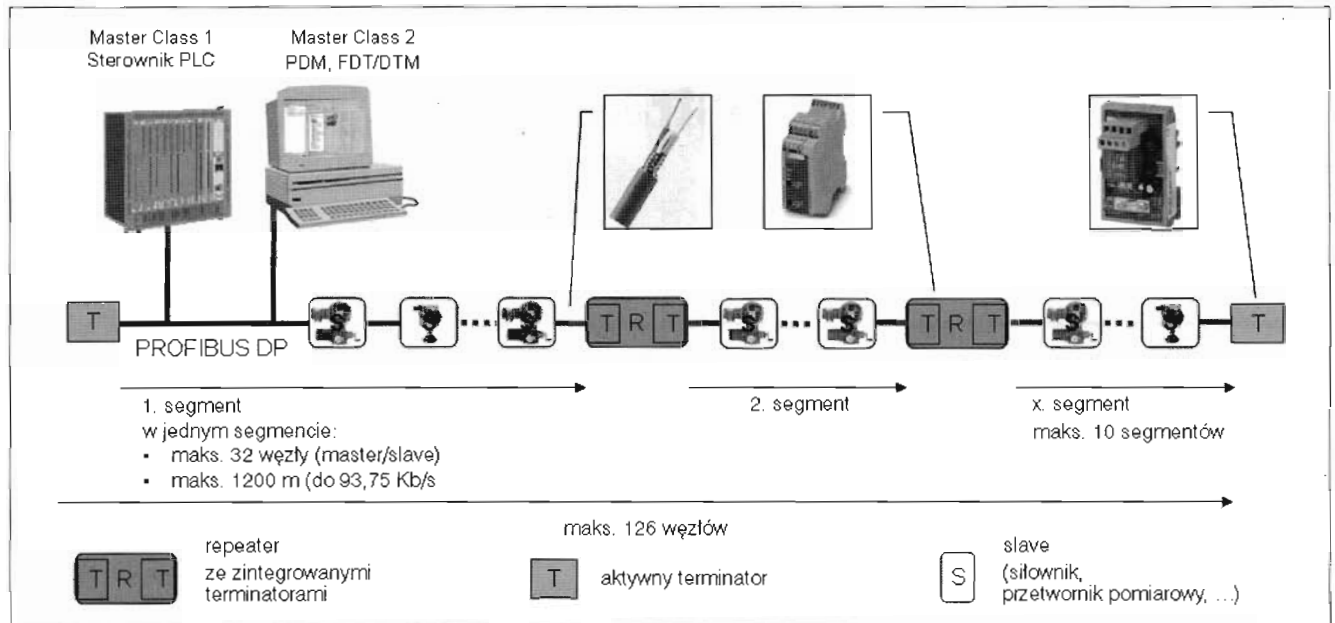 Master Class 1
Sterownik PLC
Master Class 2
PDM, FDT/DTM
T
PROFIBUS DP
S
S
T R T
S
S
T R T
S
T
1. segment
w jednym segmencie:
▪ maks. 32 węzły (master/slave)
▪ maks. 1200 m (do 93,75 Kb/s
2. segment
x. segment
maks. 10 segmentów
maks. 126 węzłów
T R T
repeater
ze zintegrowanymi
terminatorami
T
aktywny terminator
S
slave
(siłownik,
przetwornik pomiarowy, ...)